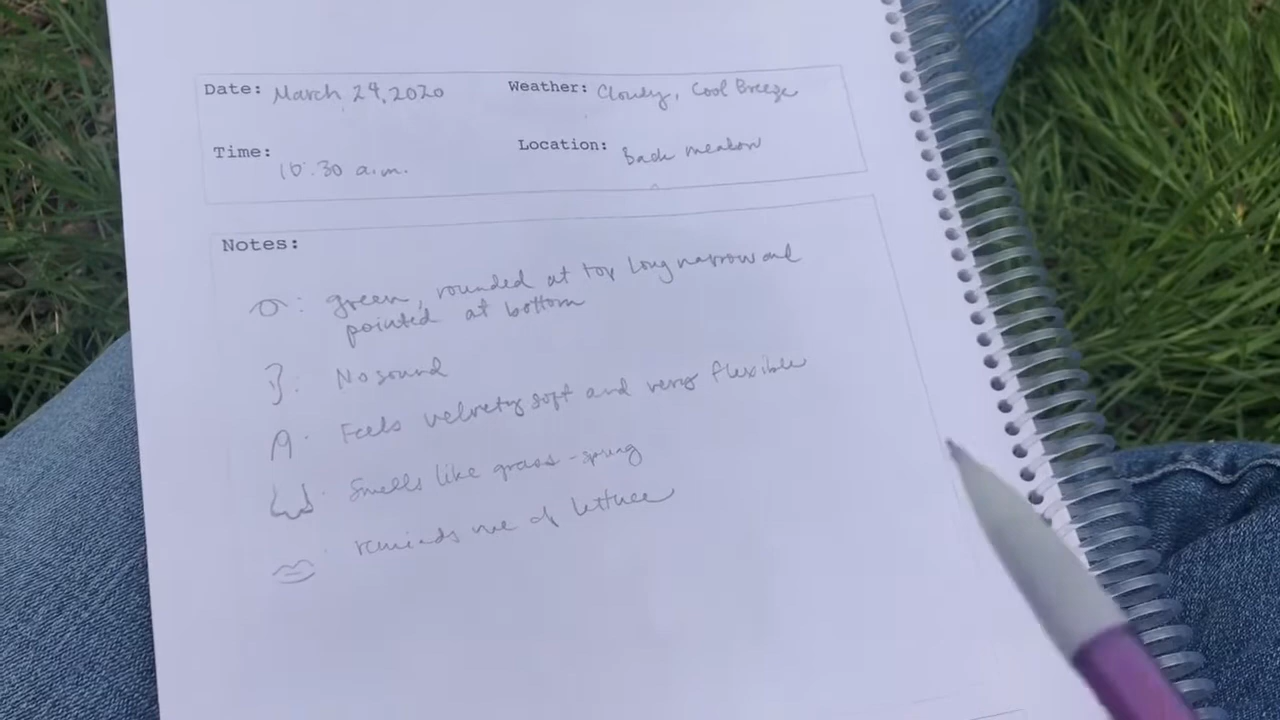 Date: March 24, 2020 Weather: Cloudy, Cool Breeze
Time: 10:30 a.m. Location: Back meadow
Notes:
: green, rounded at top long narrow and
pointed at bottom
: No sound
: Feels velvety soft and very flexible
: Smells like grass - spring
: reminds me of lettuce